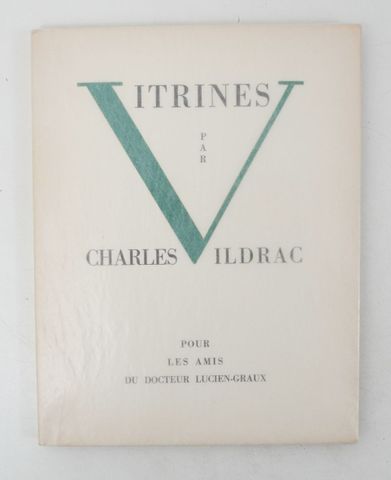 VITRINES
PAR
CHARLES VILDRAC
POUR
LES AMIS
DU DOCTEUR LUCIEN-GRAUX